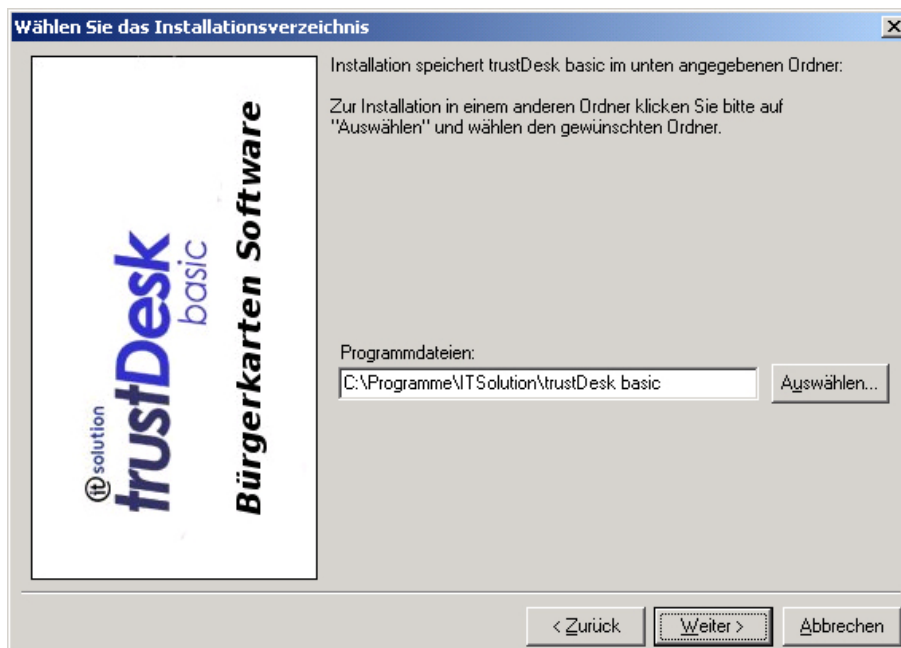 Wählen Sie das Installationsverzeichnis
Installation speichert trustDesk basic im unten angegebenen Ordner:
Zur Installation in einem anderen Ordner klicken Sie bitte auf
"Auswählen" und wählen den gewünschten Ordner.
it solution
trustDesk
basic
Bürgerkarten Software
Programmdateien:
C:\Programme\ITSolution\trustDesk basic
Auswählen...
< Zurück
Weiter >
Abbrechen